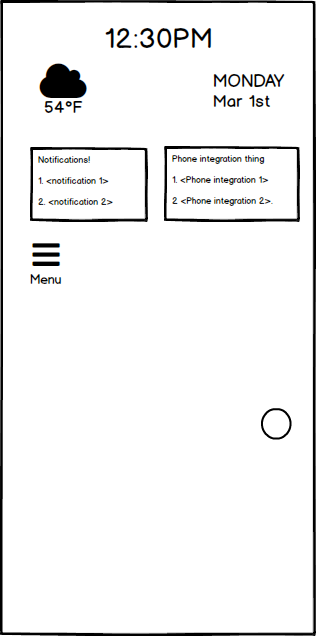 12:30PM
54°F
MONDAY
Mar 1st
Notifications!
1. <notification 1>
2. <notification 2>
Phone integration thing
1. <Phone integration 1>
2 <Phone integration 2>.
Menu